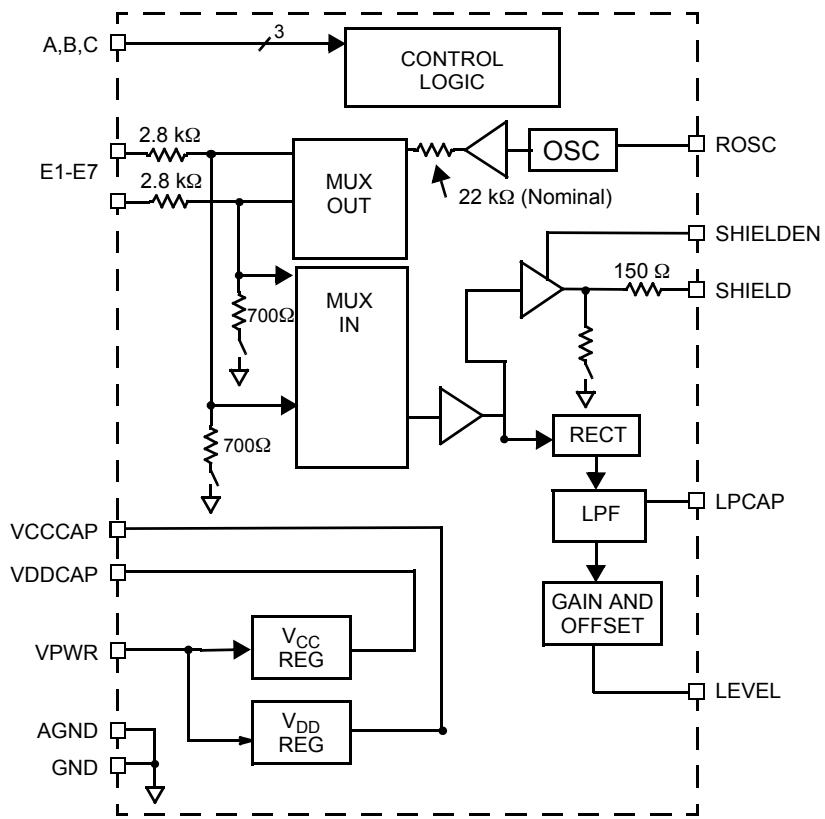 A,B,C
3
CONTROL
LOGIC
2.8 kΩ
E1-E7
2.8 kΩ
MUX
OUT
OSC
ROSC
22 kΩ (Nominal)
SHIELDEN
150 Ω
SHIELD
MUX
IN
700Ω
700Ω
RECT
LPF
LPCAP
GAIN AND
OFFSET
LEVEL
VCCCAP
VDDCAP
VPWR
VCC
REG
VDD
REG
AGND
GND